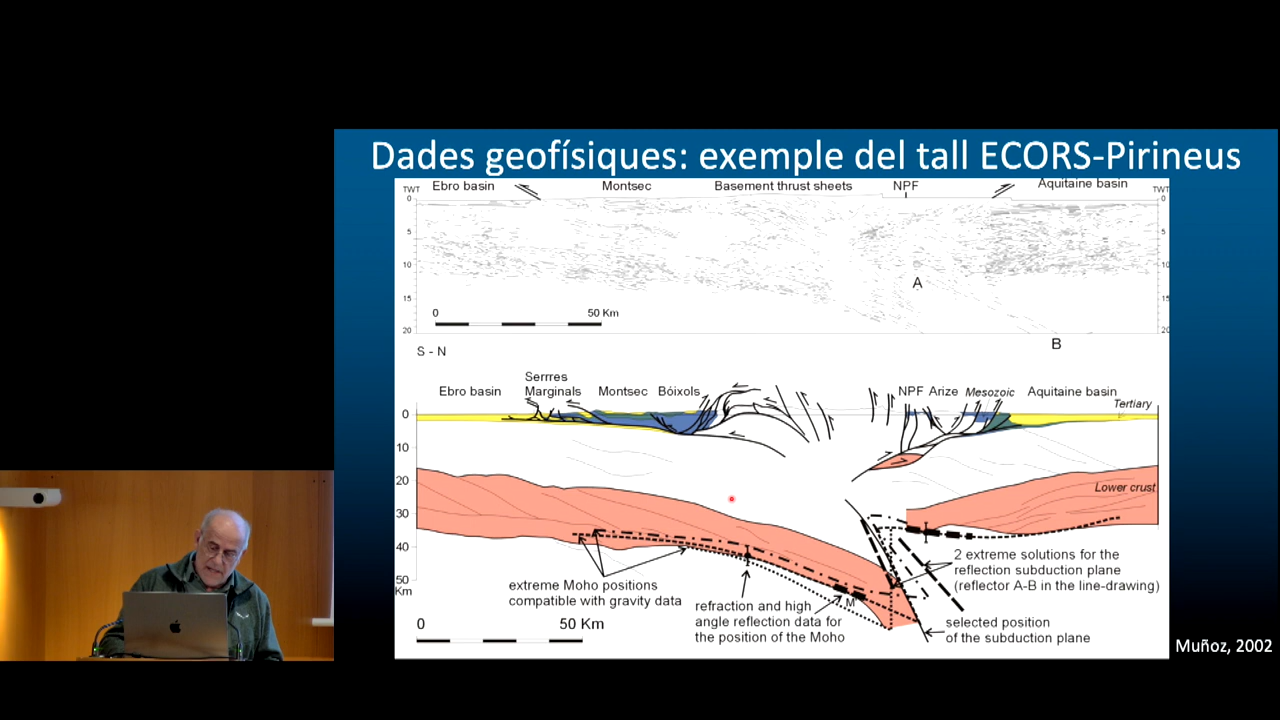 Dades geofísiques: exemple del tall ECORS-Pirineus
TWT Ebro basin Montsec Basement thrust sheets NPF Aquitaine basin TWT
0 0
5 5
10 10
A
15 15
0 50 Km
20 20
B
S - N
Serrres
Ebro basin Marginals Montsec Bóixols NPF Arize Mesozoic Aquitaine basin
Tertiary
0
10
20
Lower crust
30
40
50
Km
extreme Moho positions
compatible with gravity data
M
refraction and high
angle reflection data for
the position of the Moho
2 extreme solutions for the
reflection subduction plane
(reflector A-B in the line-drawing)
selected position
of the subduction plane
0 50 Km
Muñoz, 2002